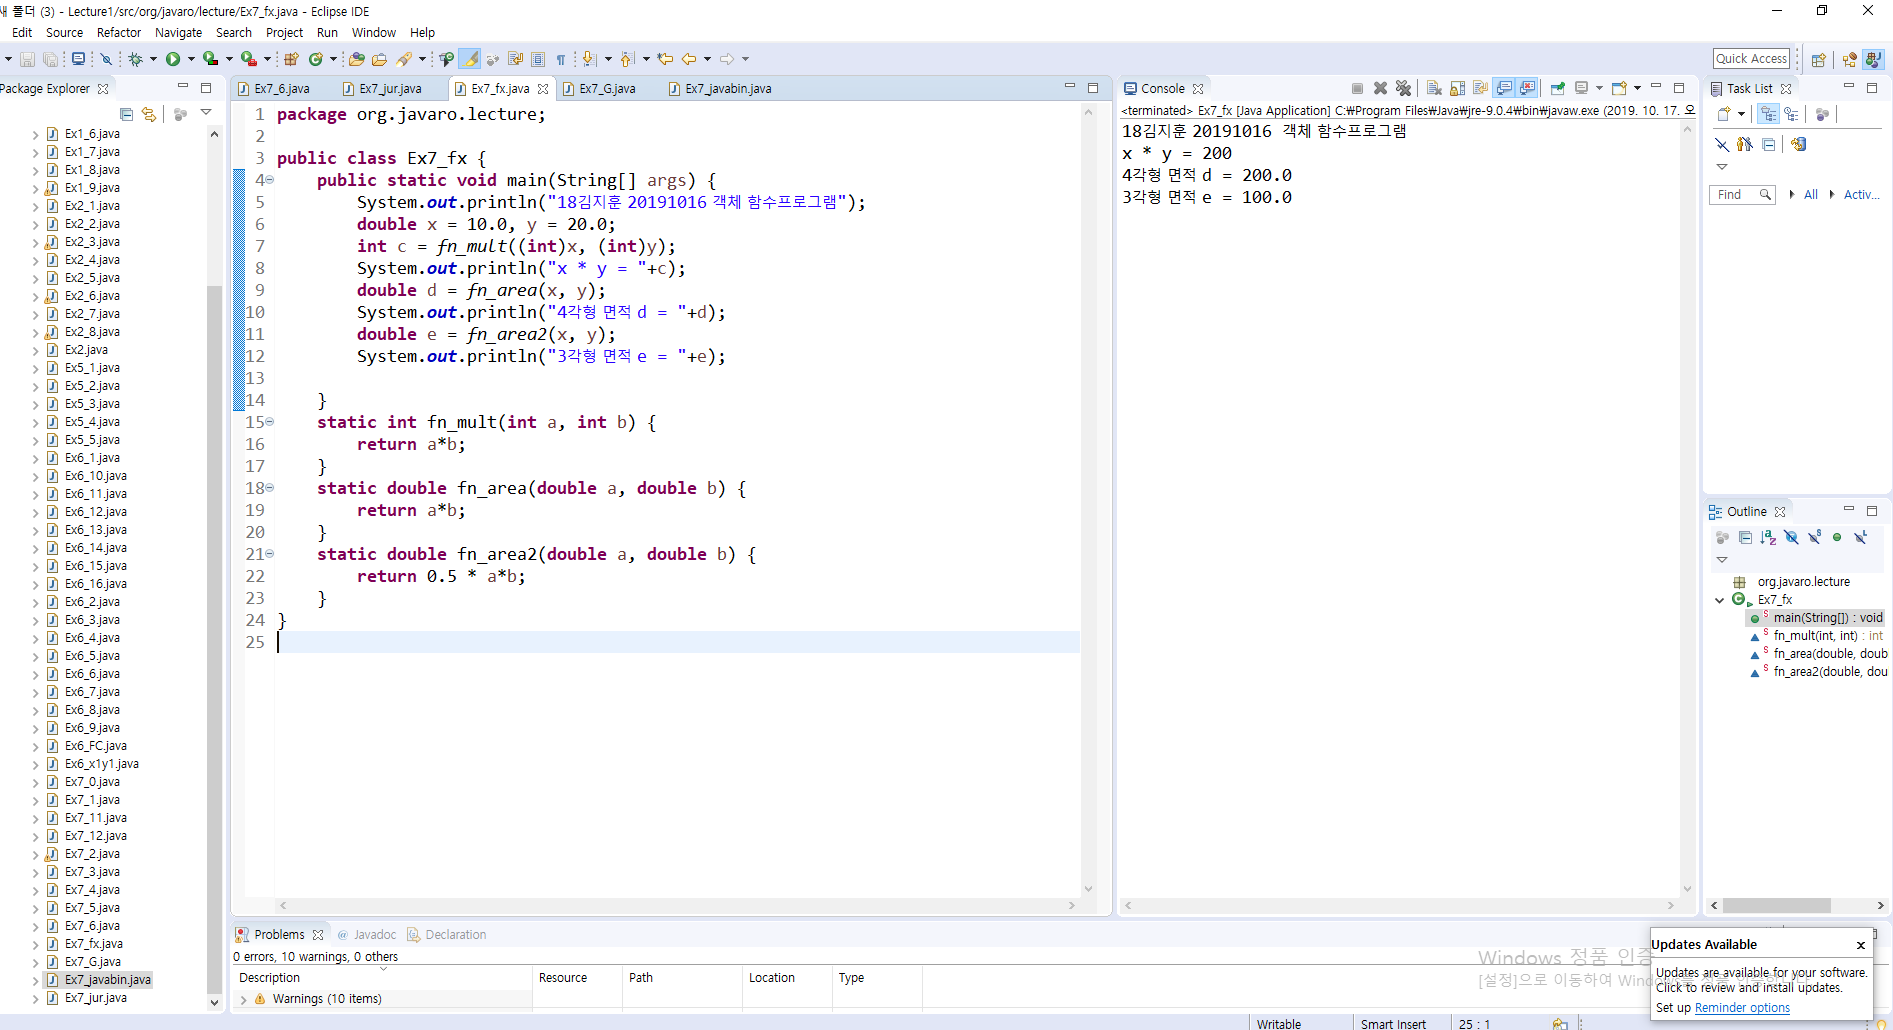 새 폴더 (3) - Lecture1/src/org/javaro/lecture/Ex7_fx.java - Eclipse IDE
Edit Source Refactor Navigate Search Project Run Window Help
Quick Access
Package Explorer
Ex1_6.java
Ex1_7.java
Ex1_8.java
Ex1_9.java
Ex2_1.java
Ex2_2.java
Ex2_3.java
Ex2_4.java
Ex2_5.java
Ex2_6.java
Ex2_7.java
Ex2_8.java
Ex2.java
Ex5_1.java
Ex5_2.java
Ex5_3.java
Ex5_4.java
Ex5_5.java
Ex6_1.java
Ex6_10.java
Ex6_11.java
Ex6_12.java
Ex6_13.java
Ex6_14.java
Ex6_15.java
Ex6_16.java
Ex6_2.java
Ex6_3.java
Ex6_4.java
Ex6_5.java
Ex6_6.java
Ex6_7.java
Ex6_8.java
Ex6_9.java
Ex6_FC.java
Ex6_x1y1.java
Ex7_0.java
Ex7_1.java
Ex7_11.java
Ex7_12.java
Ex7_2.java
Ex7_3.java
Ex7_4.java
Ex7_5.java
Ex7_6.java
Ex7_fx.java
Ex7_G.java
Ex7_javabin.java
Ex7_jur.java
Ex7_6.java Ex7_jur.java Ex7_fx.java Ex7_G.java Ex7_javabin.java
1 package org.javaro.lecture;
2
3 public class Ex7_fx {
4 public static void main(String[] args) {
5 System.out.println("18김지훈 20191016 객체 함수프로그램");
6 double x = 10.0, y = 20.0;
7 int c = fn_mult((int)x, (int)y);
8 System.out.println("x * y = "+c);
9 double d = fn_area(x, y);
10 System.out.println("4각형 면적 d = "+d);
11 double e = fn_area2(x, y);
12 System.out.println("3각형 면적 e = "+e);
13
14 }
15 static int fn_mult(int a, int b) {
16 return a*b;
17 }
18 static double fn_area(double a, double b) {
19 return a*b;
20 }
21 static double fn_area2(double a, double b) {
22 return 0.5 * a*b;
23 }
24 }
25
Console
<terminated> Ex7_fx [Java Application] C:₩Program Files₩Java₩jre-9.0.4₩bin₩javaw.exe (2019. 10. 17. 오
18김지훈 20191016 객체 함수프로그램
x * y = 200
4각형 면적 d = 200.0
3각형 면적 e = 100.0
Task List
Find All Activ...
Outline
org.javaro.lecture
Ex7_fx
main(String[]) : void
fn_mult(int, int) : int
fn_area(double, doub
fn_area2(double, dou
Problems @ Javadoc Declaration
0 errors, 10 warnings, 0 others
Description Resource Path Location Type
Warnings (10 items)
Windows 정품 인증
[설정]으로 이동하여 Windows를 정품 인증합니다.
Updates Available
Updates are available for your software.
Click to review and install updates.
Set up Reminder options
Writable Smart Insert 25 : 1